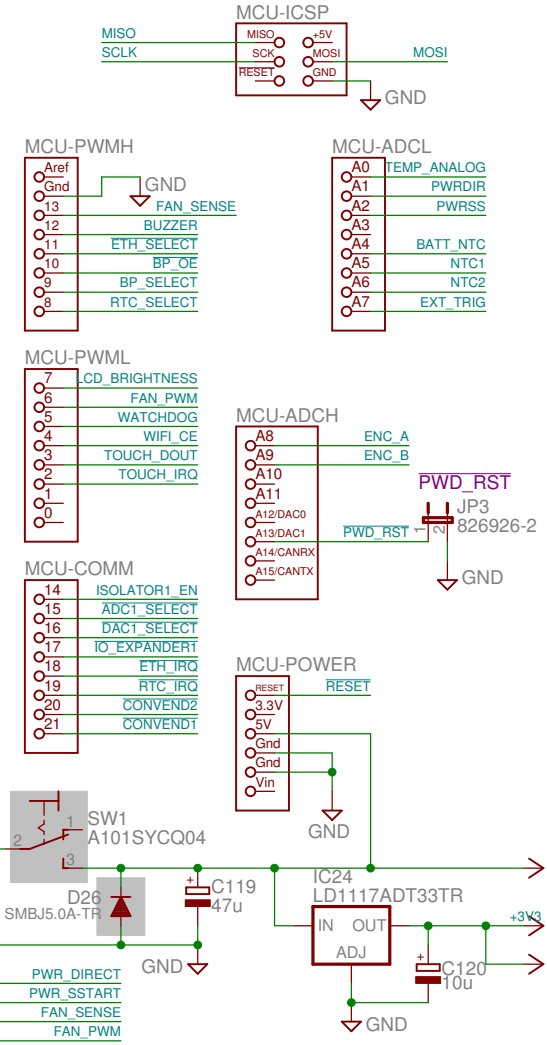 MCU-ICSP
MISO MISO +5V
SCLK SCK MOSI MOSI
RESET GND
GND
MCU-PWMH
Aref
Gnd GND
13 FAN_SENSE
12 BUZZER
11 ETH_SELECT
10 BP_OE
9 BP_SELECT
8 RTC_SELECT
MCU-ADCL
A0 TEMP_ANALOG
A1 PWRDIR
A2 PWRSS
A3
A4 BATT_NTC
A5 NTC1
A6 NTC2
A7 EXT_TRIG
MCU-PWML
7 LCD_BRIGHTNESS
6 FAN_PWM
5 WATCHDOG
4 WIFI_CE
3 TOUCH_DOUT
2 TOUCH_IRQ
1
0
MCU-ADCH
A8 ENC_A
A9 ENC_B
A10
A11
A12/DAC0
A13/DAC1 PWD_RST
A14/CANRX
A15/CANTX
PWD_RST
JP3
826926-2
1 2
GND
MCU-COMM
14 ISOLATOR1_EN
15 ADC1_SELECT
16 DAC1_SELECT
17 IO_EXPANDER1
18 ETH_IRQ
19 RTC_IRQ
20 CONVEND2
21 CONVEND1
MCU-POWER
RESET RESET
3.3V
5V
Gnd
Gnd
Vin
GND
SW1
A101SYCQ04
1
2
3
D26
SMBJ5.0A-TR
+ C119
47u
GND
IC24
LD1117ADT33TR
IN OUT
ADJ
+3V3
+ C120
10u
GND
PWR_DIRECT
PWR_SSTART
FAN_SENSE
FAN_PWM